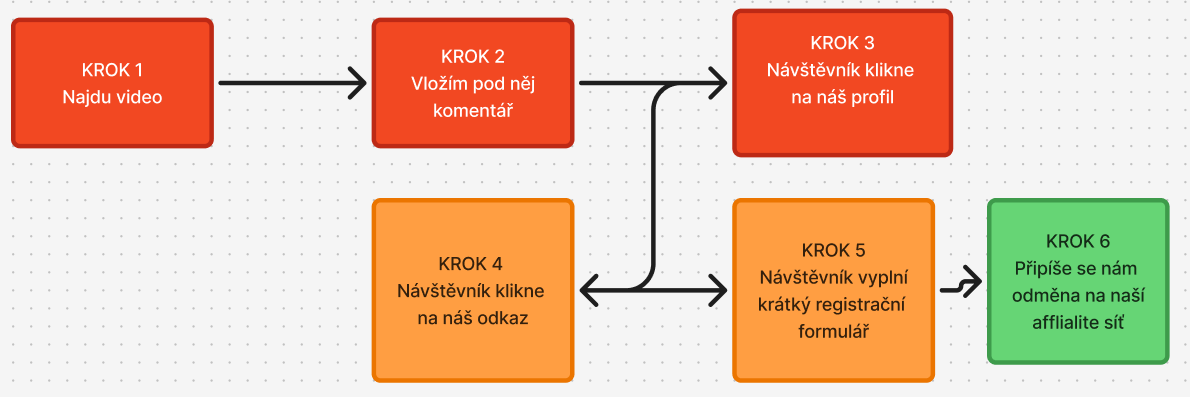 KROK 1
Najdu video
KROK 2
Vložím pod něj
komentář
KROK 3
Návštěvník klikne
na náš profil
KROK 4
Návštěvník klikne
na náš odkaz
KROK 5
Návštěvník vyplní
krátký registrační
formulář
KROK 6
Připíše se nám
odměna na naší
afflialite síť